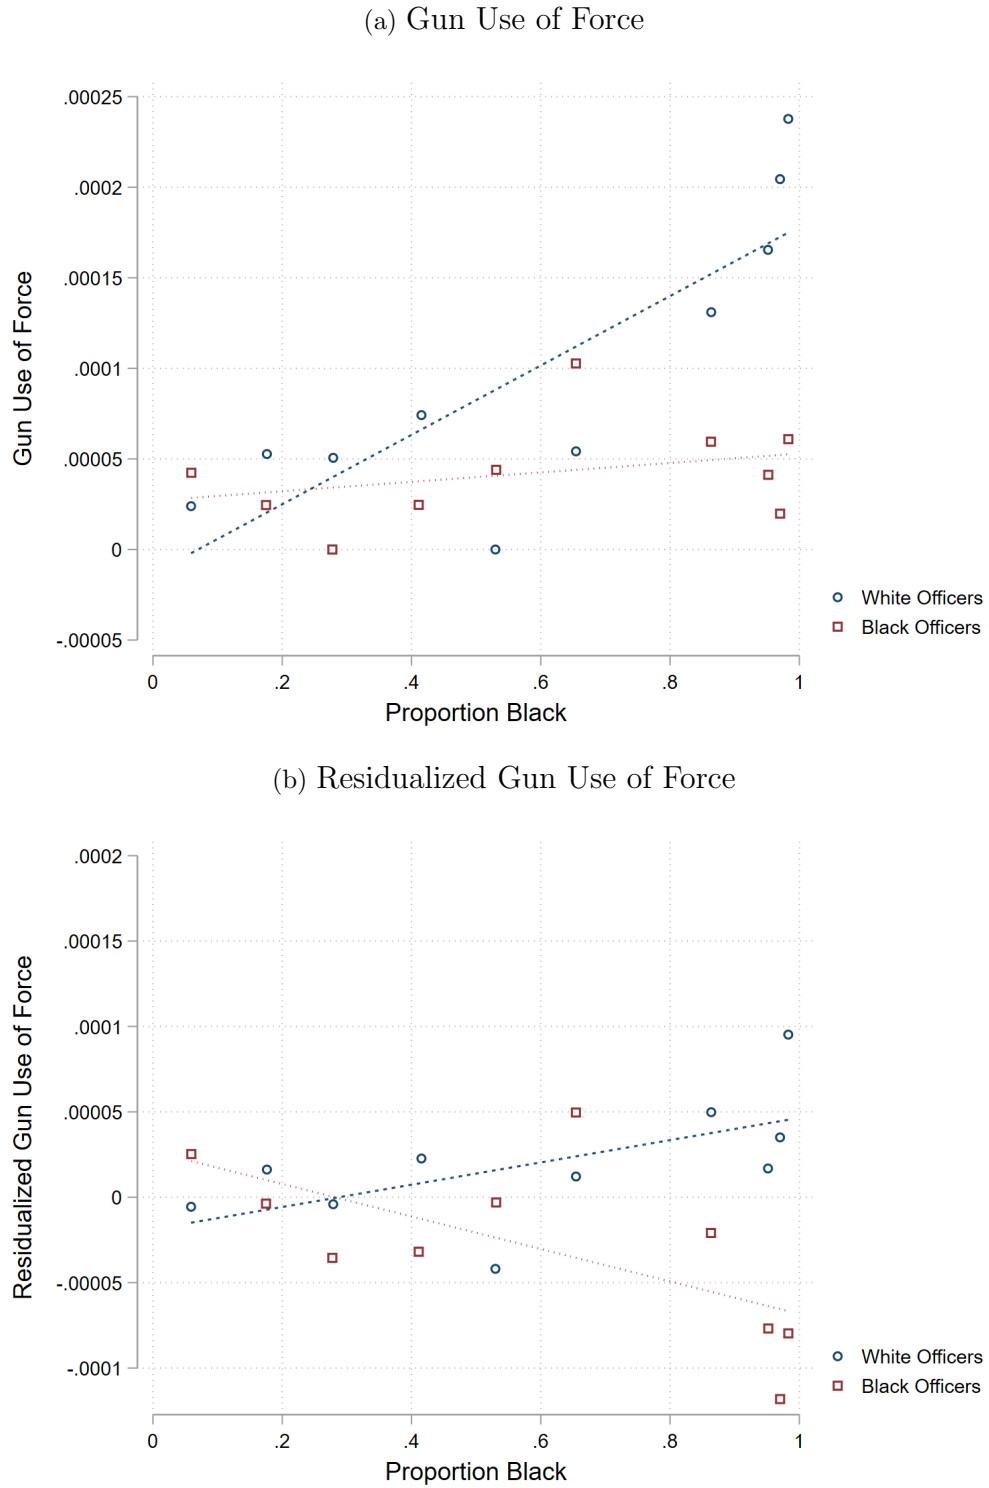 (a) Gun Use of Force
Gun Use of Force
.00025
.0002
.00015
.0001
.00005
0
-.00005
0 .2 .4 .6 .8 1
Proportion Black
White Officers
Black Officers
(b) Residualized Gun Use of Force
Residualized Gun Use of Force
.0002
.00015
.0001
.00005
0
-.00005
-.0001
0 .2 .4 .6 .8 1
Proportion Black
White Officers
Black Officers